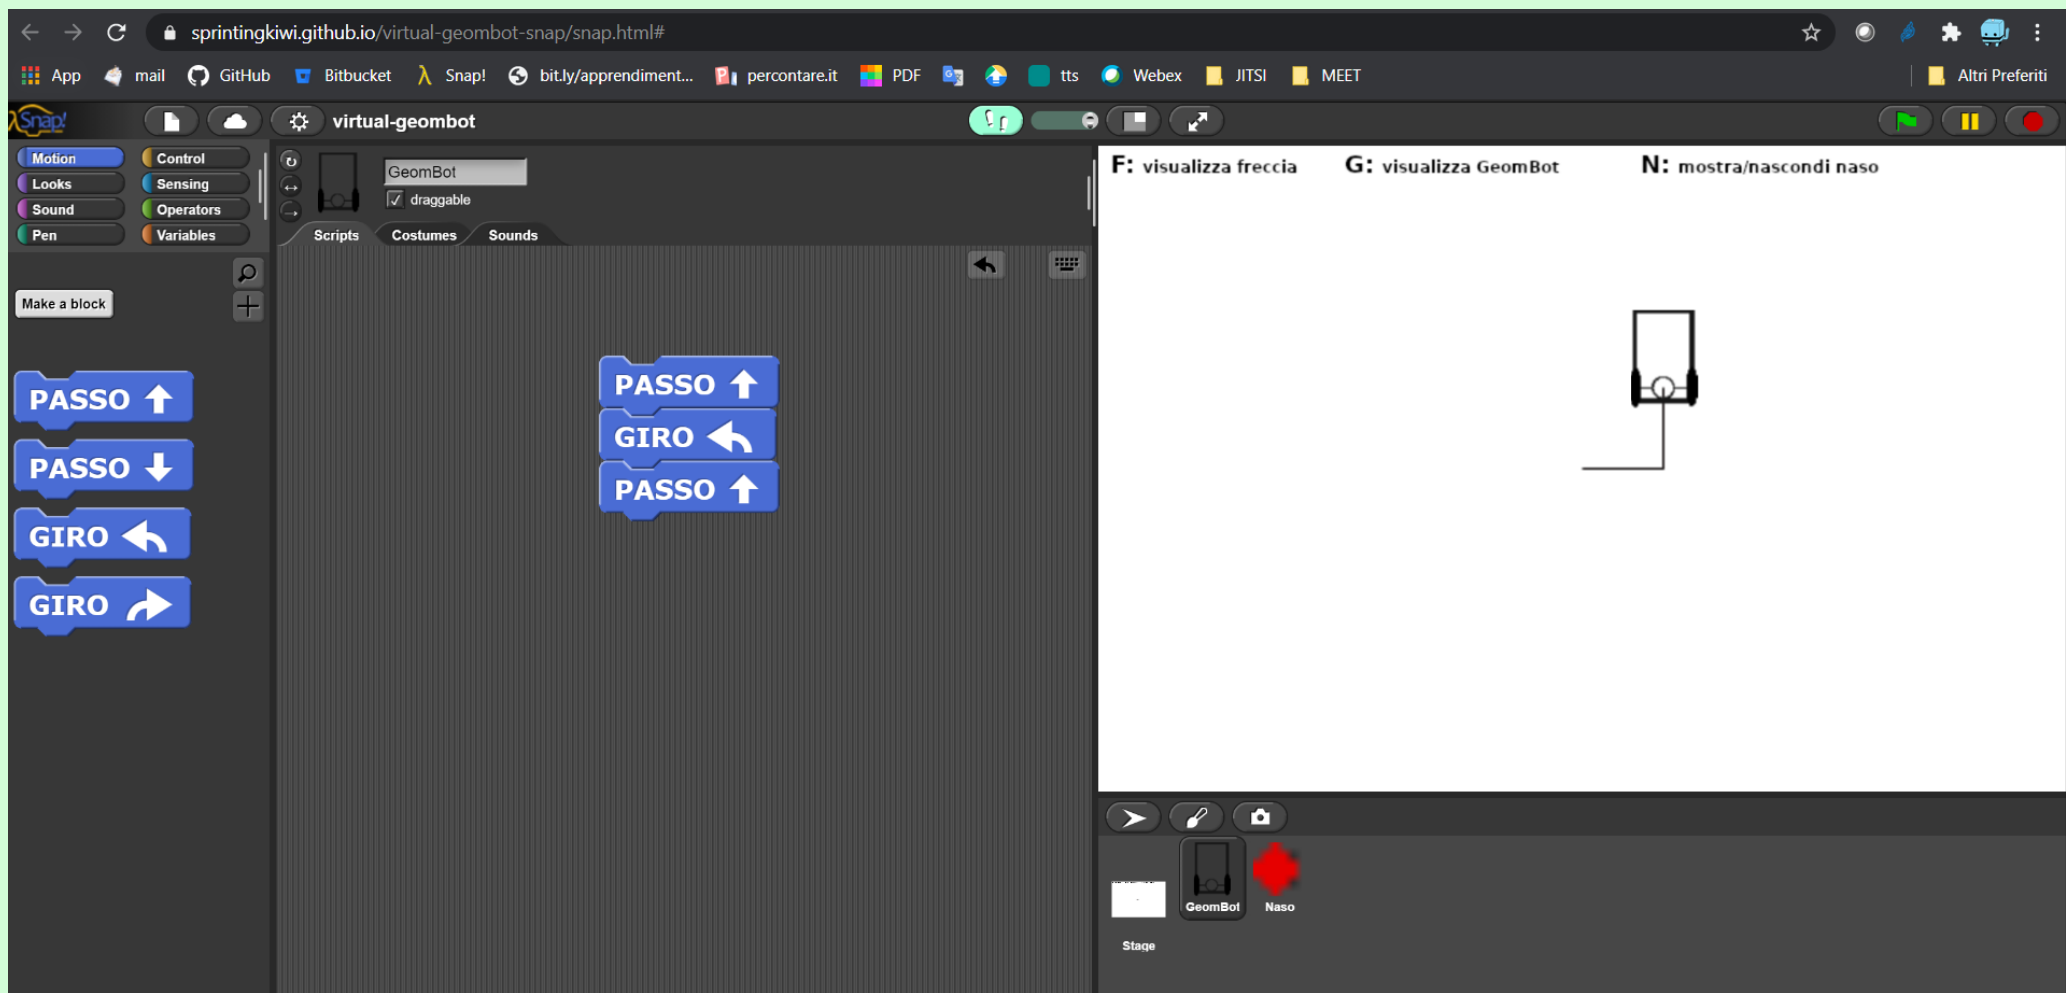 sprintingkiwi.github.io/virtual-geombot-snap/snap.html#
App mail GitHub Bitbucket Snap! bit.ly/apprendiment... percontare.it PDF tts Webex JITSI MEET Altri Preferiti
Snap! virtual-geombot
Motion Control
Looks Sensing
Sound Operators
Pen Variables
Make a block
PASSO
PASSO
GIRO
GIRO
GeomBot
draggable
Scripts Costumes Sounds
PASSO
GIRO
PASSO
F: visualizza freccia G: visualizza GeomBot N: mostra/nascondi naso
Stage
GeomBot
Naso